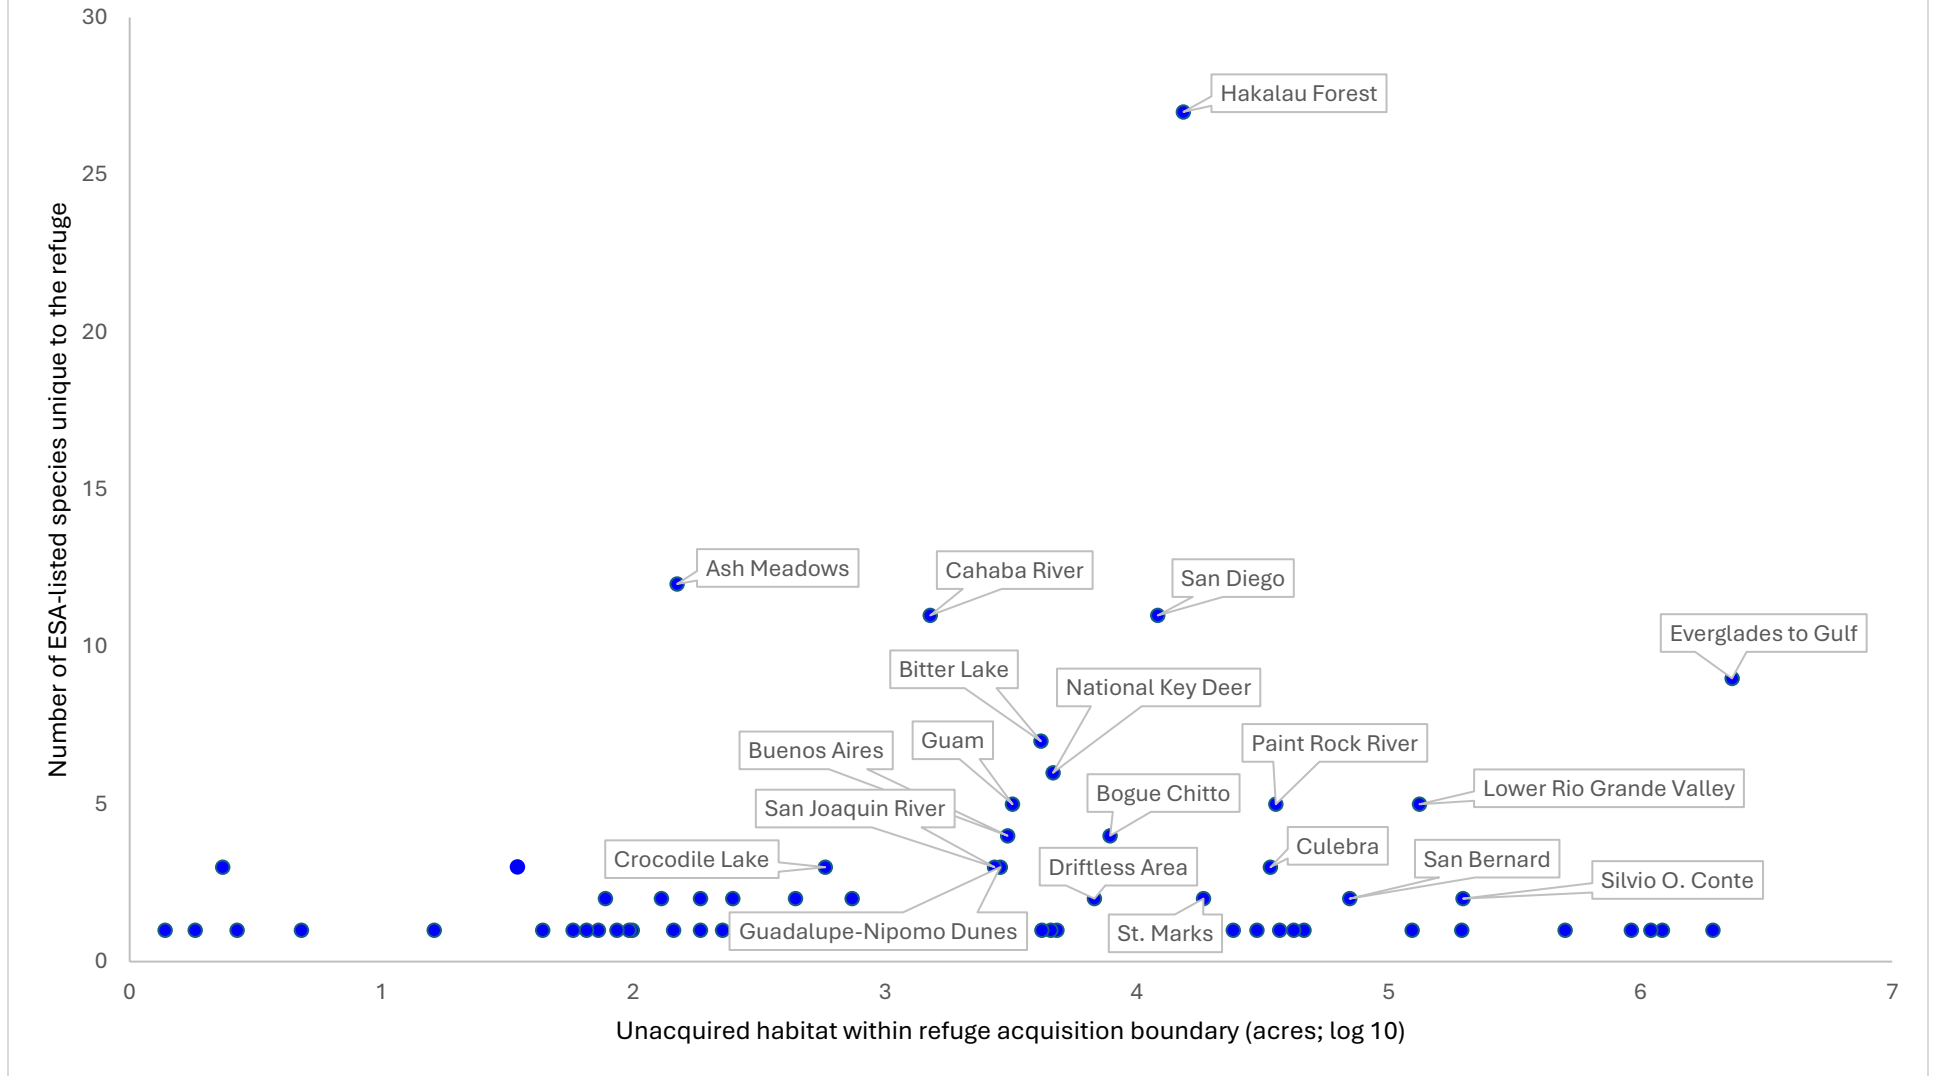 30
Hakalau Forest
25
20
15
Ash Meadows
Cahaba River
San Diego
10
Everglades to Gulf
Bitter Lake
National Key Deer
Guam
Buenos Aires
Paint Rock River
Lower Rio Grande Valley
Bogue Chitto
5
San Joaquin River
Culebra
Crocodile Lake
San Bernard
Driftless Area
Silvio O. Conte
Guadalupe-Nipomo Dunes
St. Marks
0
0 1 2 3 4 5 6 7
Unacquired habitat within refuge acquisition boundary (acres; log 10)
Number of ESA-listed species unique to the refuge